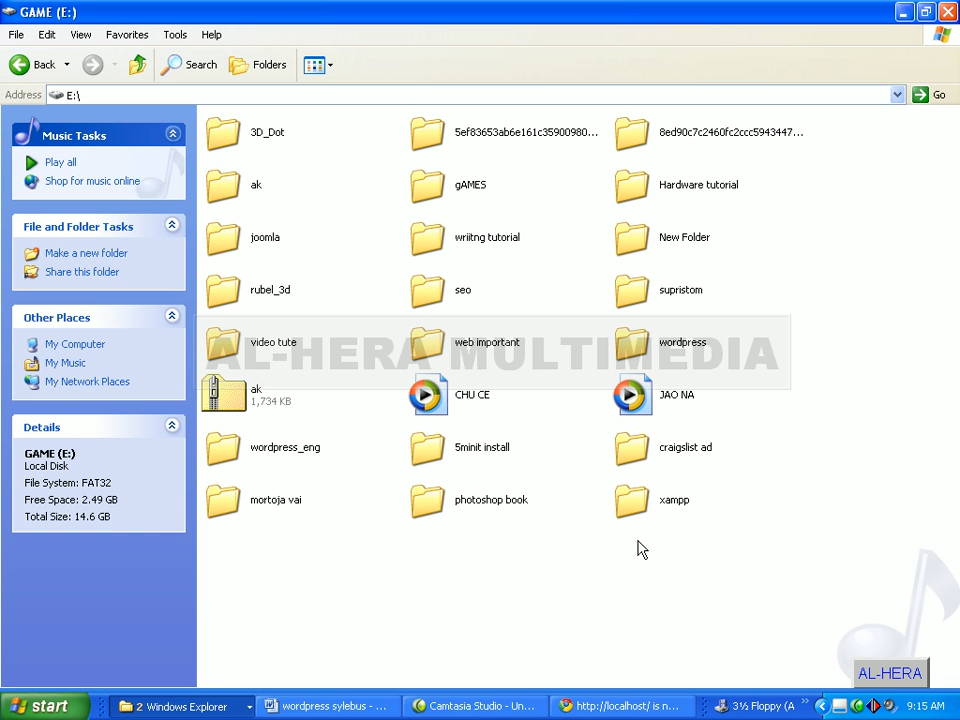 GAME (E:)
File Edit View Favorites Tools Help
Back Search Folders
Address E:\ Go
Music Tasks
Play all
Shop for music online
File and Folder Tasks
Make a new folder
Share this folder
Other Places
My Computer
My Music
My Network Places
Details
GAME (E:)
Local Disk
File System: FAT32
Free Space: 2.49 GB
Total Size: 14.6 GB
3D_Dot 5ef83653ab6e161c35900980... 8ed90c7c2460fc2ccc5943447...
ak gAMES Hardware tutorial
joomla wriitng tutorial New Folder
rubel_3d seo supristom
video tute web important wordpress
AL-HERA MULTIMEDIA
ak CHU CE JAO NA
1,734 KB
wordpress_eng 5minit install craigslist ad
mortoja vai photoshop book xampp
AL-HERA
start 2 Windows Explorer wordpress sylebus - ... Camtasia Studio - Un... http://localhost/ is n... 3½ Floppy (A 9:15 AM